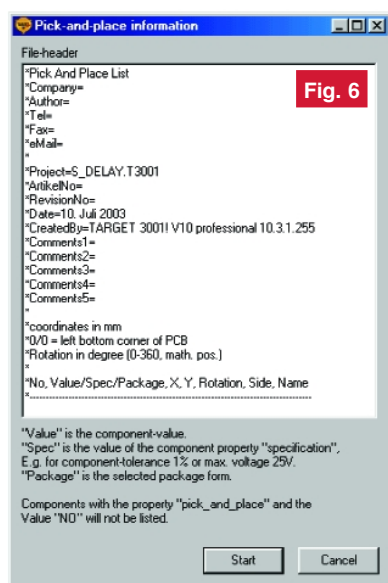 Pick-and-place information
File-header
*Pick And Place List
*Company=
*Author=
*Tel=
*Fax=
*eMail=
*
*Project=S_DELAY.T3001
*ArtikelNo=
*RevisionNo=
*Date=10. Juli 2003
*CreatedBy=TARGET 3001! V10 professional 10.3.1.255
*Comments1=
*Comments2=
*Comments3=
*Comments4=
*Comments5=
*
*coordinates in mm
*0/0 = left bottom corner of PCB
*Rotation in degree (0-360, math. pos.)
*
*No, Value/Spec/Package, X, Y, Rotation, Side, Name
*--------------------------------------------------------------------------------
Fig. 6
"Value" is the component-value.
"Spec" is the value of the component property "specification",
E.g. for component-tolerance 1% or max. voltage 25V.
"Package" is the selected package form.
Components with the property "pick_and_place" and the
Value "NO" will not be listed.
Start
Cancel